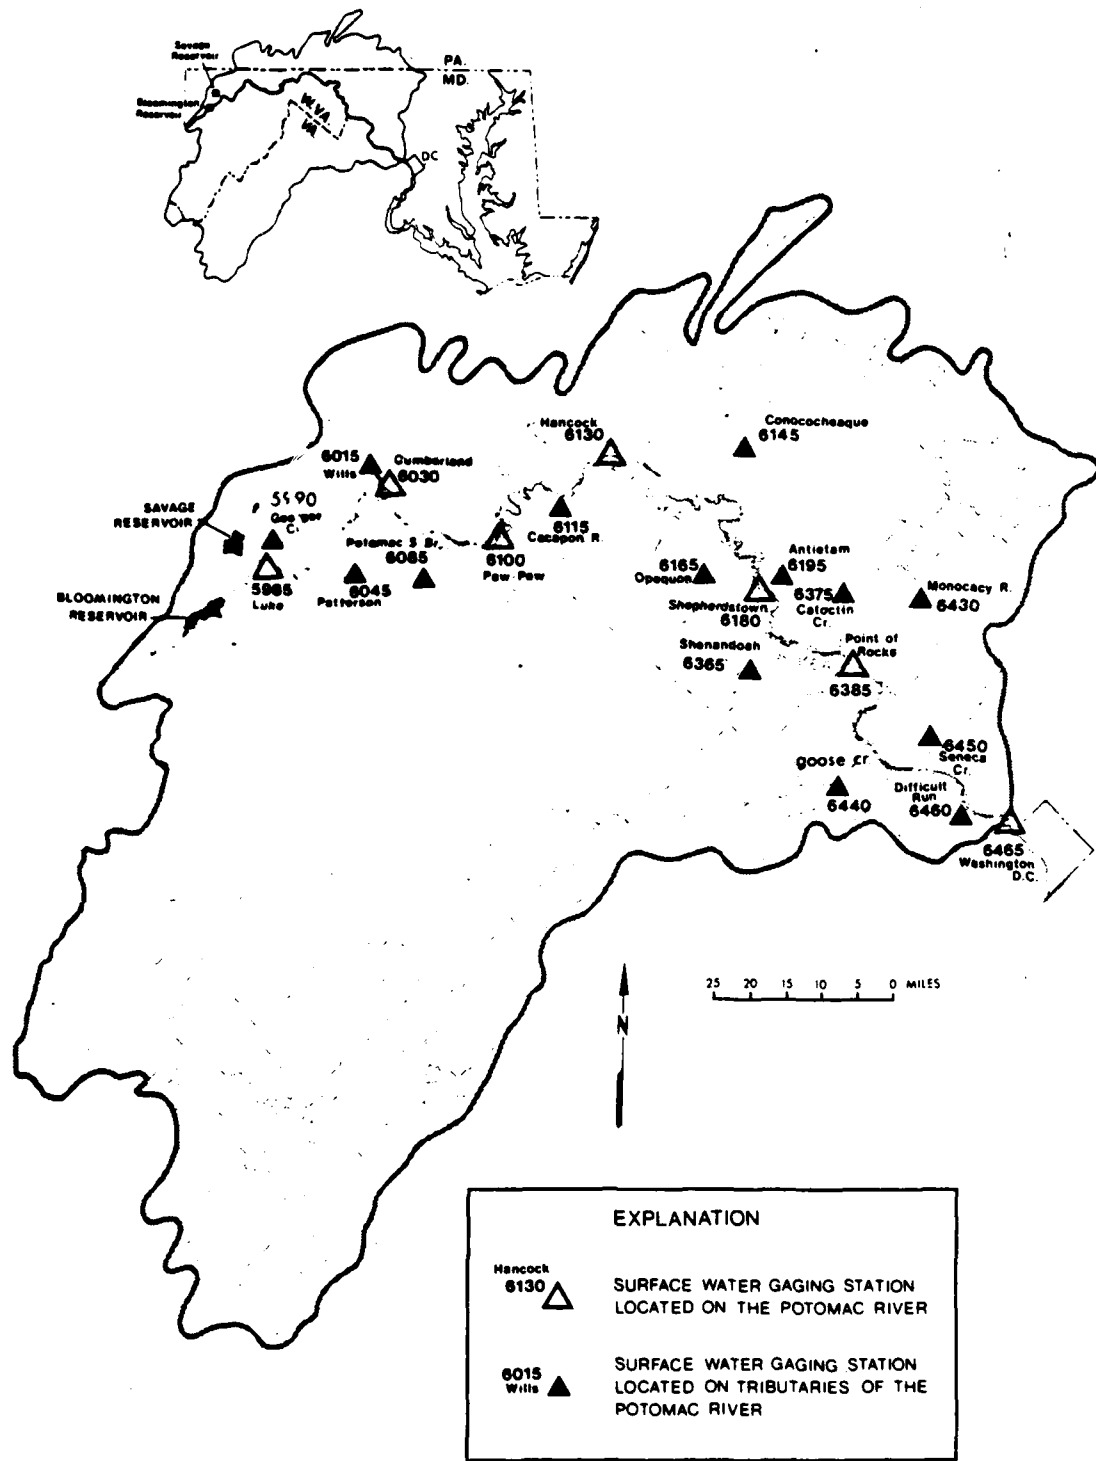 Savage
Reservoir
PA.
MD.
Bloomington
Reservoir
W.VA.
VA.
DC
Hancock
6130
Conococheaque
6145
6015
Wills
Cumberland
6030
5990
C.
SAVAGE
RESERVOIR
6115
Cacapon R.
Potomac S. Br.
6085
6100
Paw Paw
6165
Opequon
Antietam
6195
5985
Luke
6045
Patterson
6375
Catoctin
Cr.
Monocacy R.
6430
BLOOMINGTON
RESERVOIR
Shepherdstown
6180
Shenandoah
6365
Point of
Rocks
6385
6450
Seneca
Cr.
goose cr.
6440
Difficult
Run
6460
6465
Washington
D.C.
25 20 15 10 5 0 MILES
N
EXPLANATION
Hancock
6130
SURFACE WATER GAGING STATION
LOCATED ON THE POTOMAC RIVER
6015
Wills
SURFACE WATER GAGING STATION
LOCATED ON TRIBUTARIES OF THE
POTOMAC RIVER